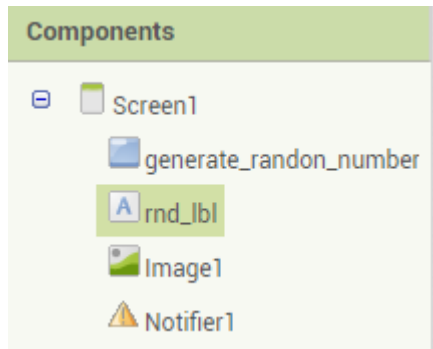 Components
Screen1
generate_randon_number
A rnd_lbl
Image1
Notifier1